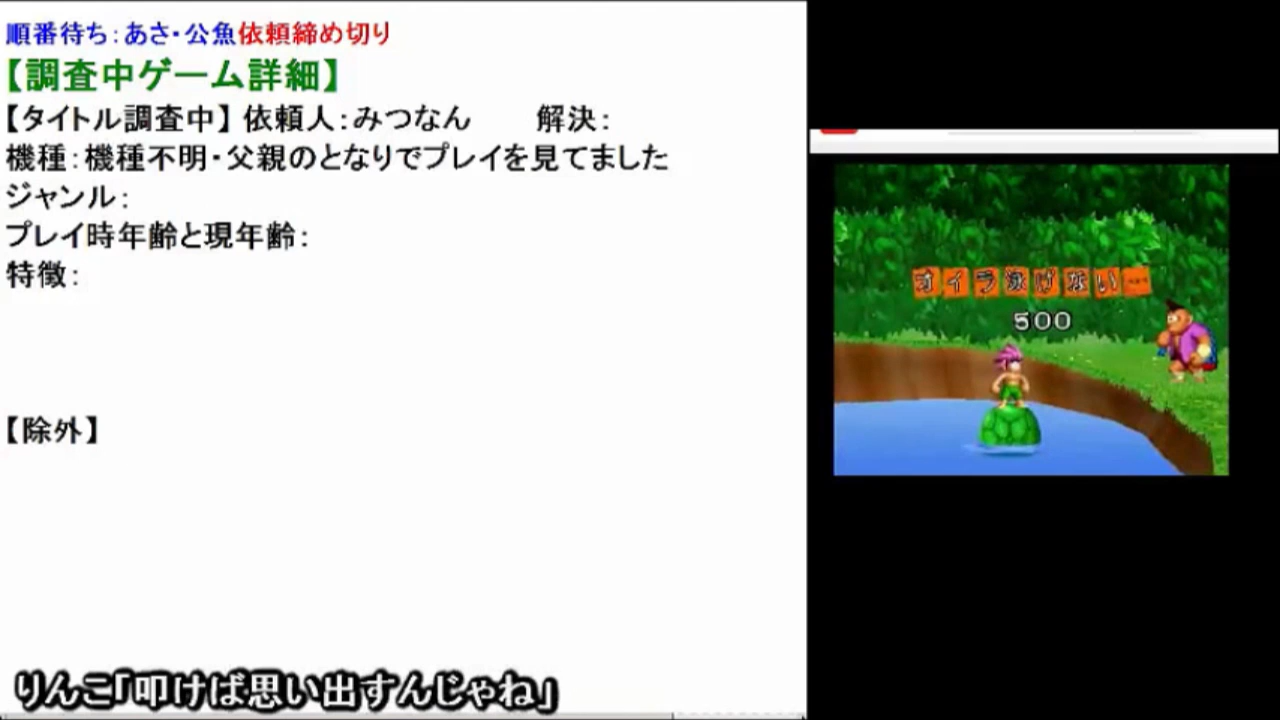 順番待ち：あさ・公魚依頼締め切り
【調査中ゲーム詳細】
【タイトル調査中】依頼人：みつなん　　解決：
機種：機種不明・父親のとなりでプレイを見てました
ジャンル：
プレイ時年齢と現年齢：
特徴：
【除外】
オイラ泳げない…
500
りんこ「叩けば思い出すんじゃね」